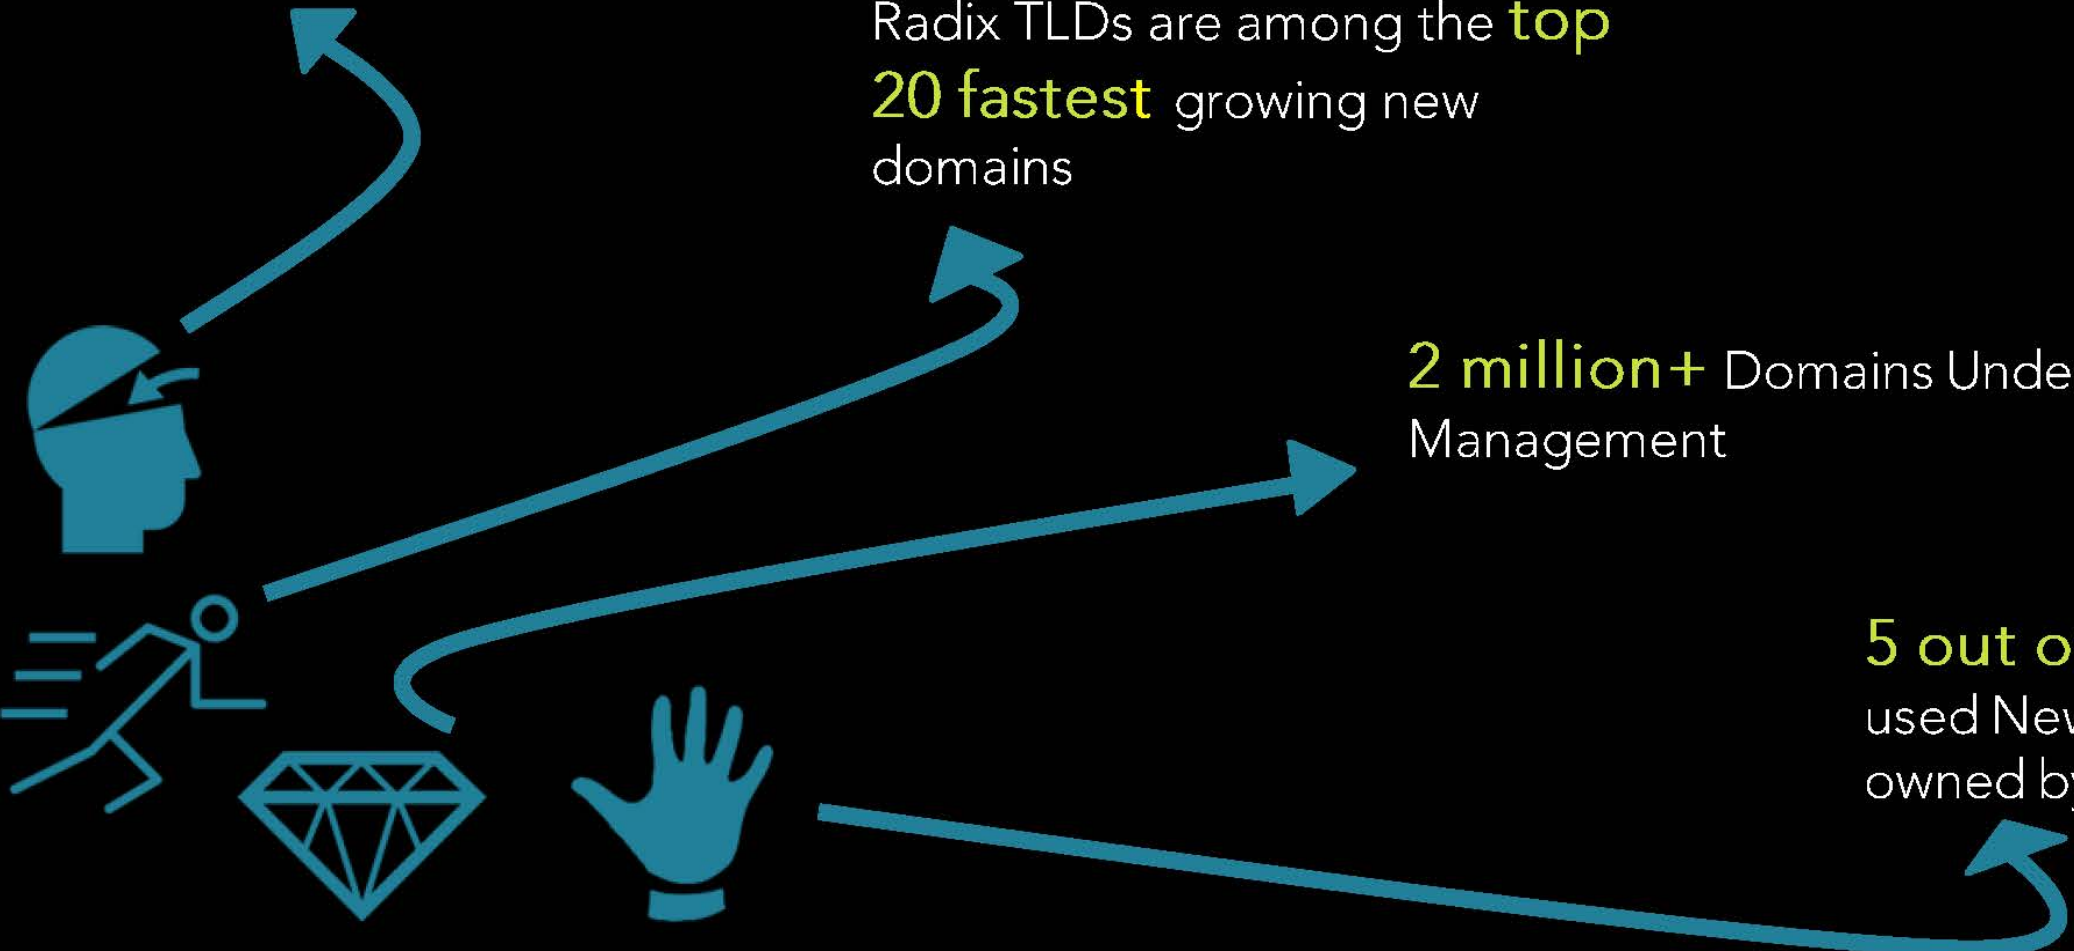 Radix TLDs are among the top
20 fastest growing new
domains
2 million+ Domains Unde
Management
5 out o
used New
owned by